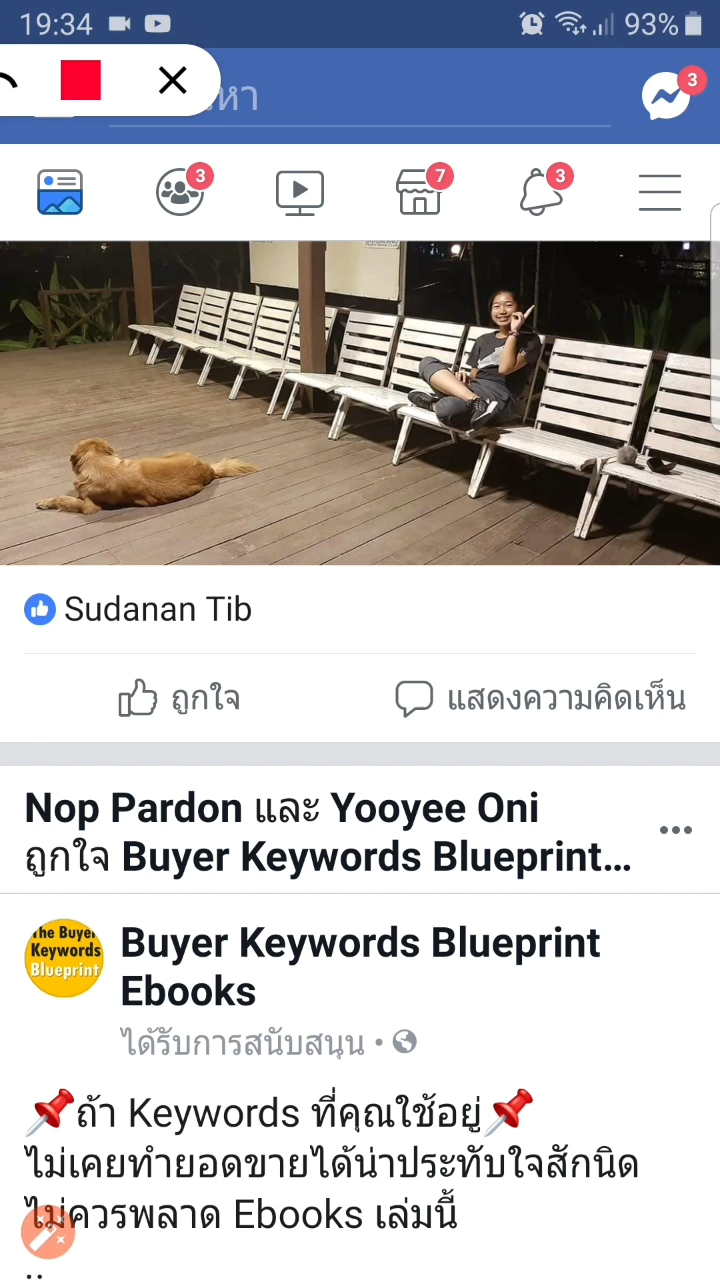 19:34
93%
3
3
7
3
Sudanan Tib
ถูกใจ
แสดงความคิดเห็น
Nop Pardon และ Yooyee Oni
ถูกใจ Buyer Keywords Blueprint...
The Buyer
Keywords
Blueprint
Buyer Keywords Blueprint
Ebooks
ได้รับการสนับสนุน •
📌ถ้า Keywords ที่คุณใช้อยู่📌
ไม่เคยทำยอดขายได้น่าประทับใจสักนิด
ไม่ควรพลาด Ebooks เล่มนี้
..